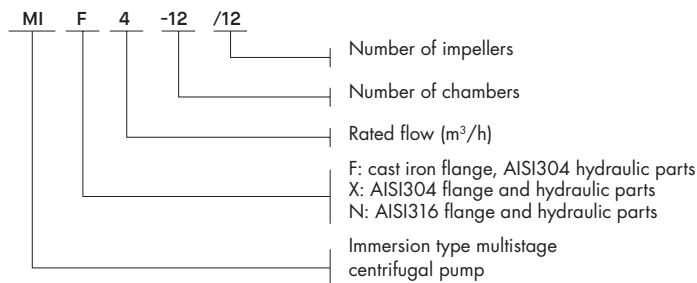 MI F 4 -12 /12
Number of impellers
Number of chambers
Rated flow (m³/h)
F: cast iron flange, AISI304 hydraulic parts
X: AISI304 flange and hydraulic parts
N: AISI316 flange and hydraulic parts
Immersion type multistage
centrifugal pump